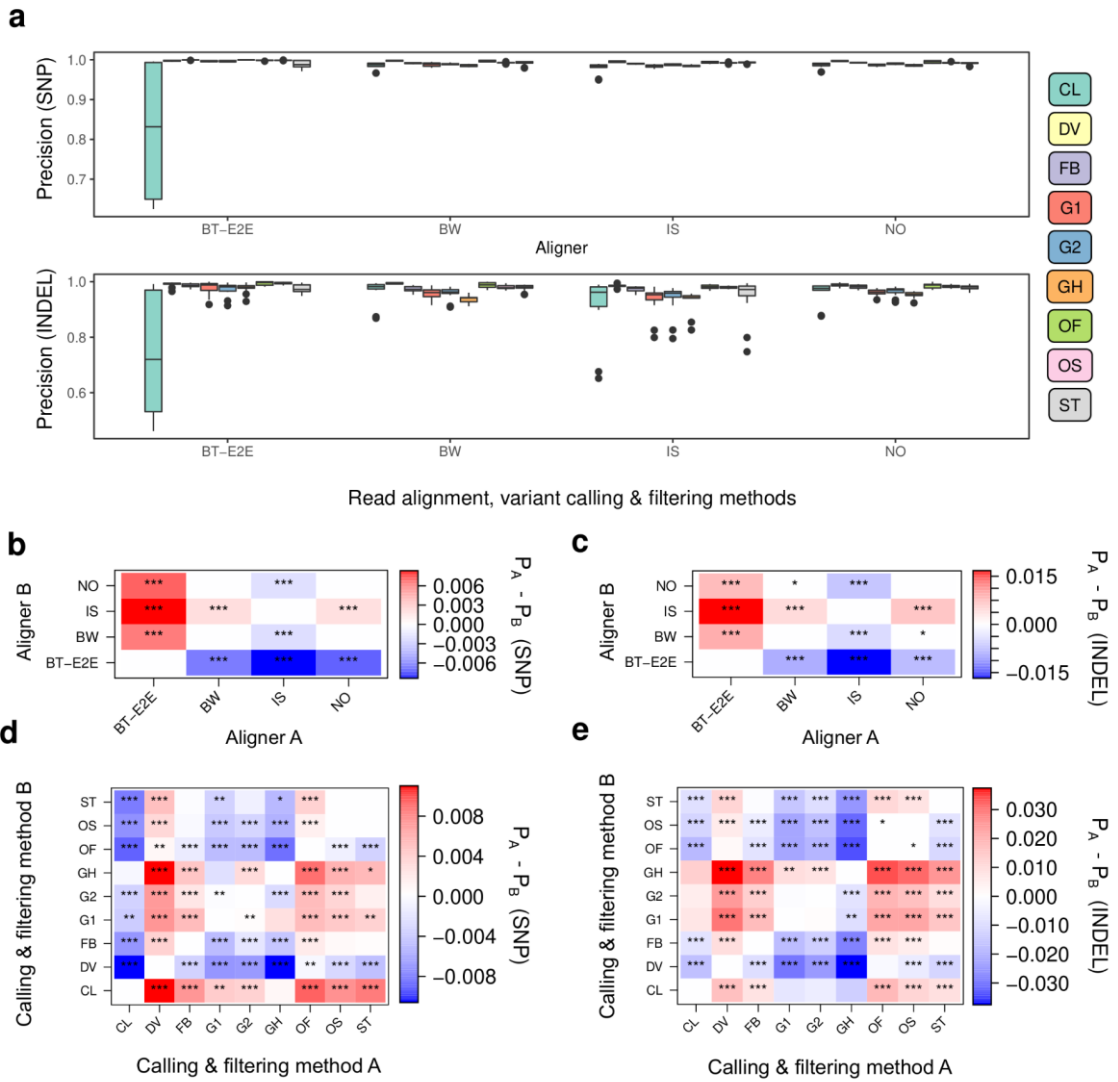 a
Precision (SNP)
1.0
0.9
0.8
0.7
BT-E2E
BW
IS
NO
Aligner
Precision (INDEL)
1.0
0.8
0.6
BT-E2E
BW
IS
NO
Read alignment, variant calling & filtering methods
CL
DV
FB
G1
G2
GH
OF
OS
ST
b
Aligner B
NO *** ***
IS *** *** ***
BW *** ***
BT-E2E *** *** ***
BT-E2E
BW
IS
NO
Aligner A
0.006
0.003
0.000
−0.003
−0.006
P_A - P_B (SNP)
c
Aligner B
NO *** * ***
IS *** *** ***
BW *** *** *
BT-E2E *** *** ***
BT-E2E
BW
IS
NO
Aligner A
0.015
0.000
−0.015
P_A - P_B (INDEL)
d
Calling & filtering method B
ST *** *** ** * ***
OS *** *** *** *** *** ***
OF *** ** *** *** *** *** *** ***
GH *** *** *** *** *** *
G2 *** *** *** ** *** *** ***
G1 ** *** *** ** *** *** **
FB *** *** *** *** *** ***
DV *** *** *** *** *** ** *** ***
CL *** *** ** *** *** *** ***
CL
DV
FB
G1
G2
GH
OF
OS
ST
Calling & filtering method A
0.008
0.004
0.000
−0.004
−0.008
P_A - P_B (SNP)
e
Calling & filtering method B
ST *** *** *** *** *** *** ***
OS *** *** *** *** *** * ***
OF *** *** *** *** *** * ***
GH *** *** ** *** *** *** ***
G2 *** *** *** *** *** ***
G1 *** *** ** *** *** ***
FB *** *** *** *** *** *** ***
DV *** *** *** *** *** *** ***
CL *** *** *** *** ***
CL
DV
FB
G1
G2
GH
OF
OS
ST
Calling & filtering method A
0.030
0.020
0.010
0.000
−0.010
−0.020
−0.030
P_A - P_B (INDEL)